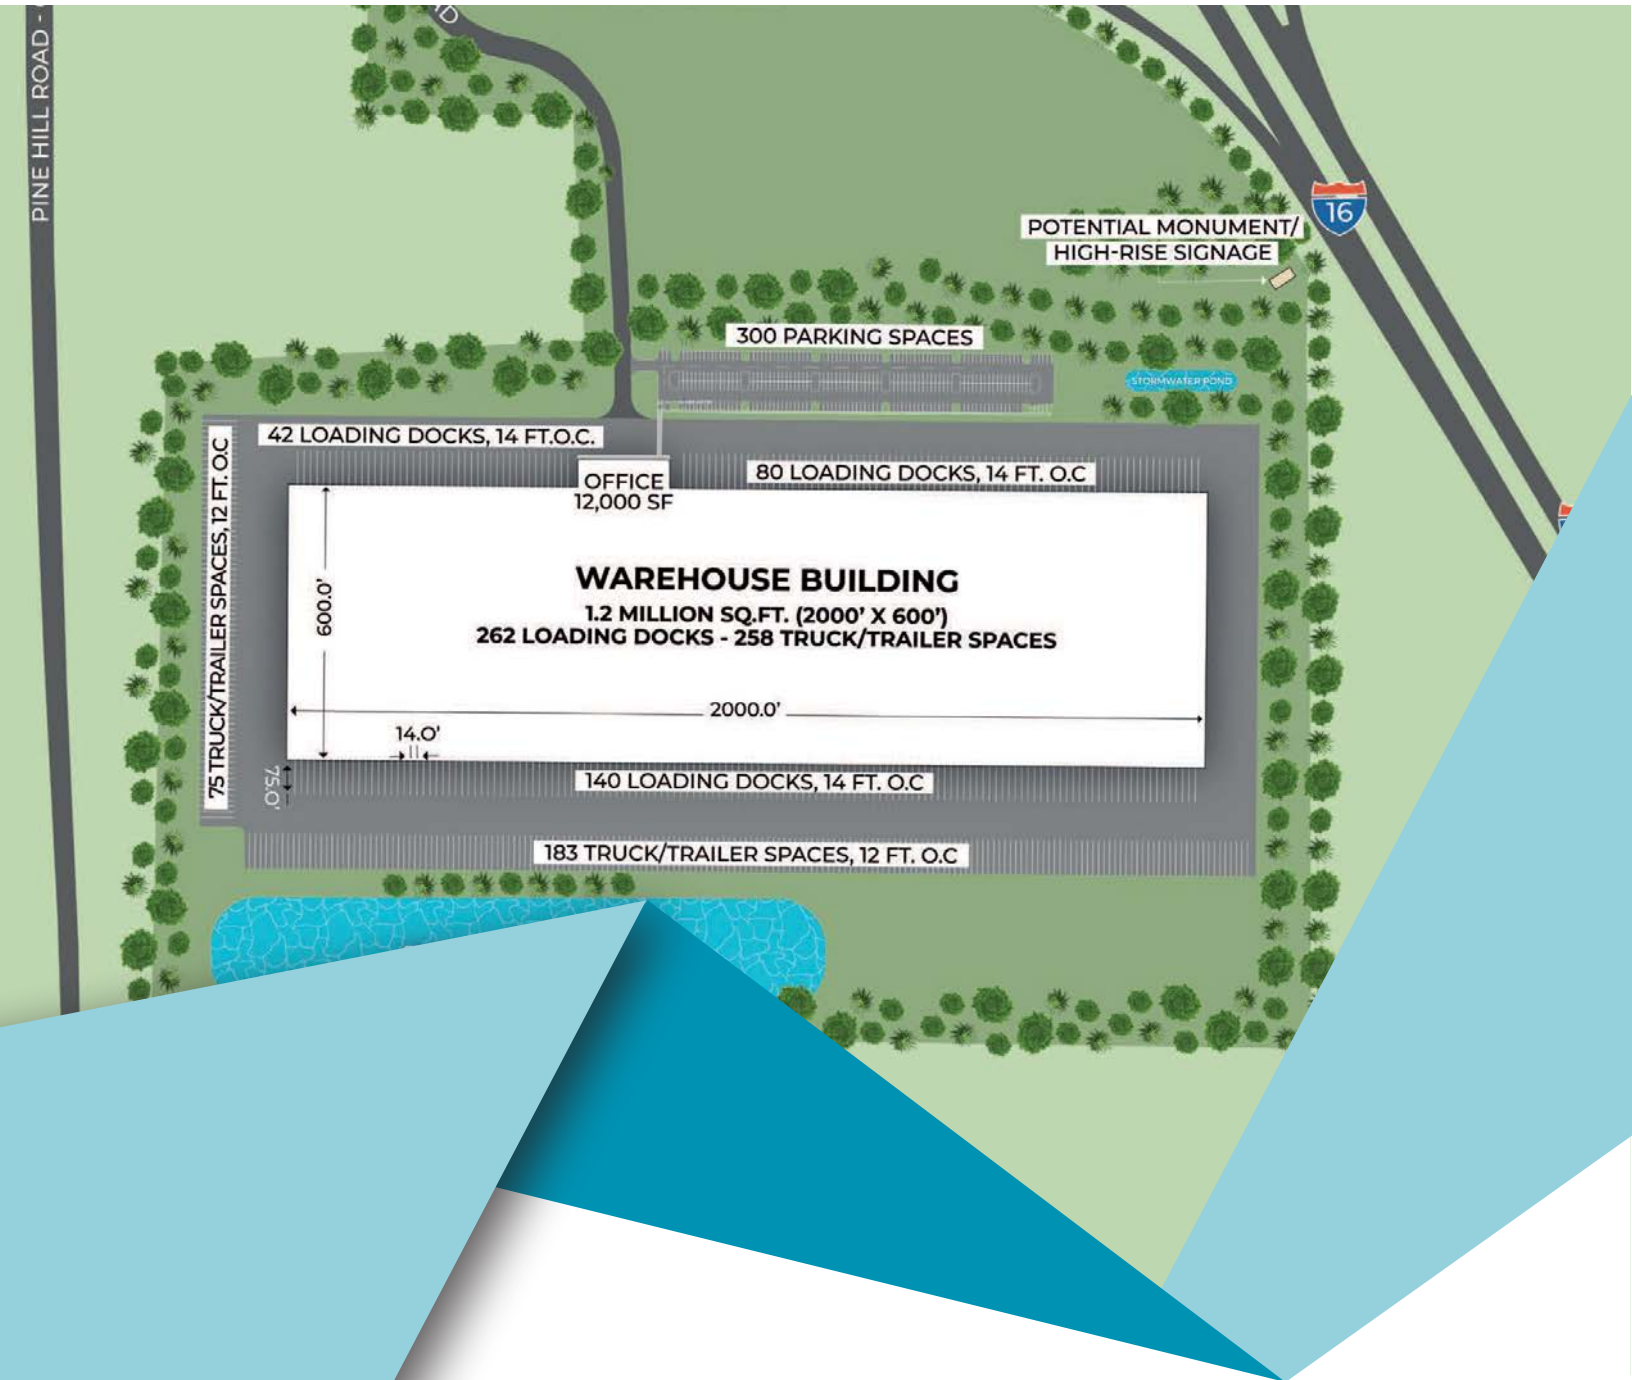 PINE HILL ROAD -
16
POTENTIAL MONUMENT/
HIGH-RISE SIGNAGE
300 PARKING SPACES
STORMWATER POND
42 LOADING DOCKS, 14 FT.O.C.
80 LOADING DOCKS, 14 FT. O.C
OFFICE
12,000 SF
75 TRUCK/TRAILER SPACES, 12 FT. O.C
600.0'
WAREHOUSE BUILDING
1.2 MILLION SQ.FT. (2000' X 600')
262 LOADING DOCKS - 258 TRUCK/TRAILER SPACES
2000.0'
14.0'
75.0'
140 LOADING DOCKS, 14 FT. O.C
183 TRUCK/TRAILER SPACES, 12 FT. O.C